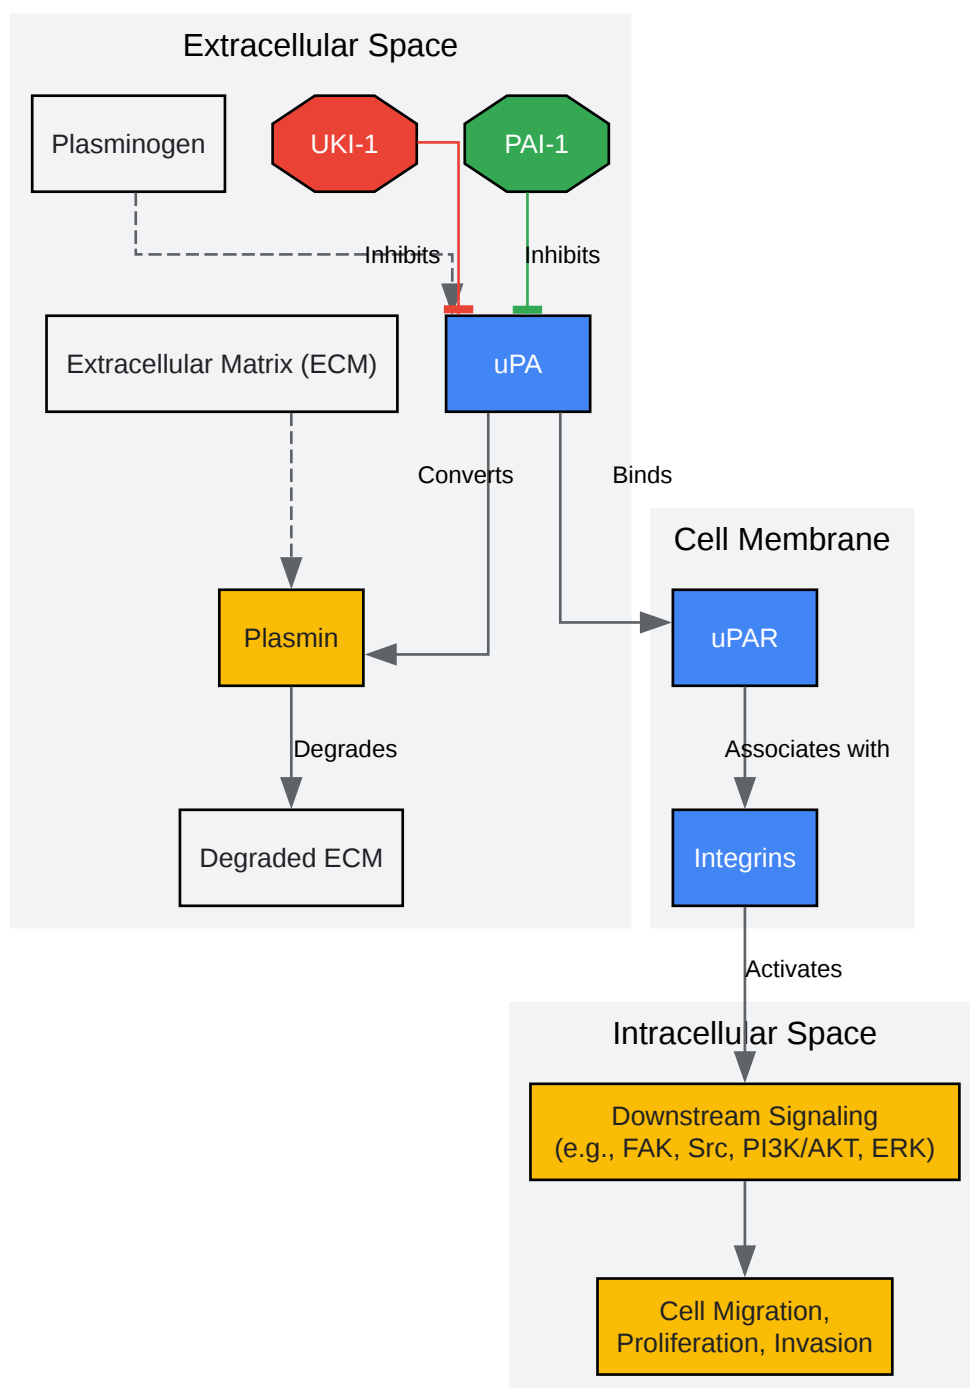 Extracellular Space
Plasminogen
UKI-1
PAI-1
Inhibits
Inhibits
Extracellular Matrix (ECM)
uPA
Converts
Binds
Cell Membrane
Plasmin
uPAR
Degrades
Associates with
Degraded ECM
Integrins
Activates
Intracellular Space
Downstream Signaling
(e.g., FAK, Src, PI3K/AKT, ERK)
Cell Migration,
Proliferation, Invasion